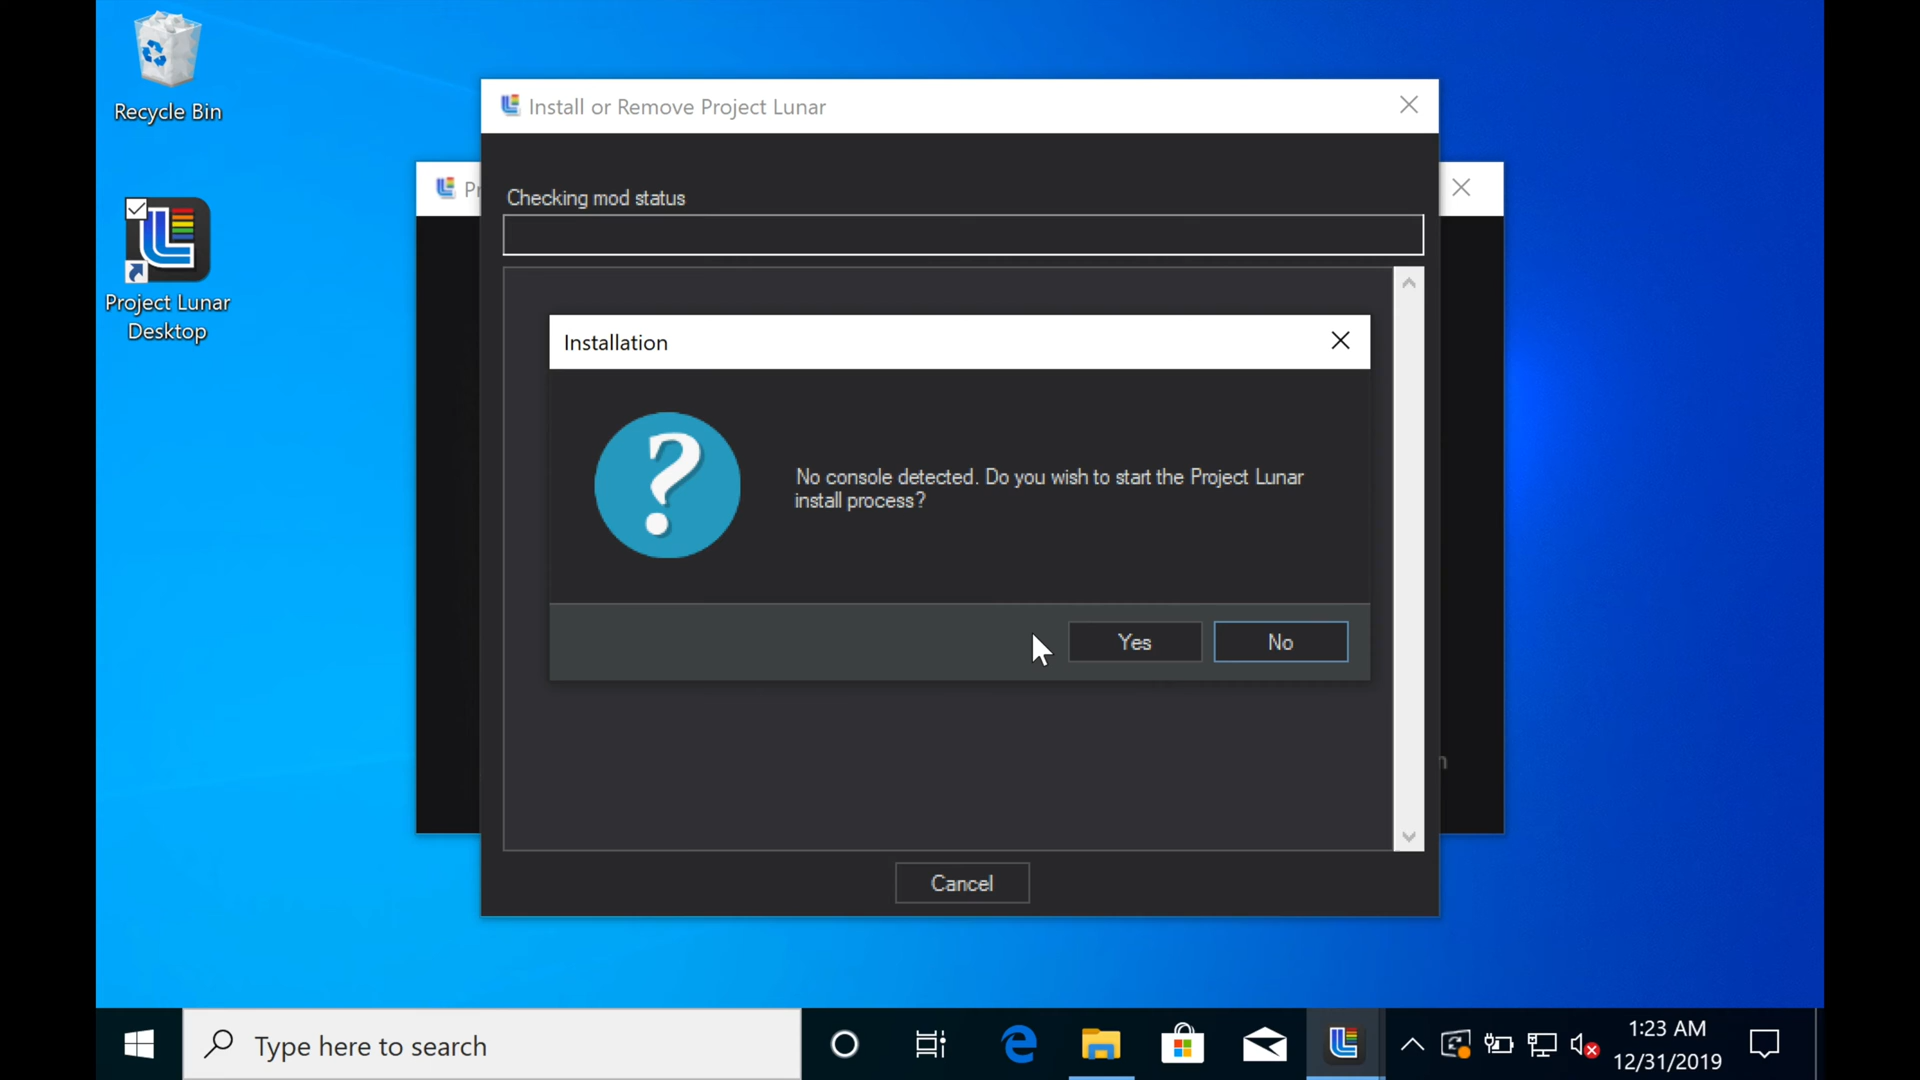 Recycle Bin
Project Lunar
Desktop
Install or Remove Project Lunar
Checking mod status
Installation
No console detected. Do you wish to start the Project Lunar
install process?
Yes
No
Cancel
Type here to search
1:23 AM
12/31/2019